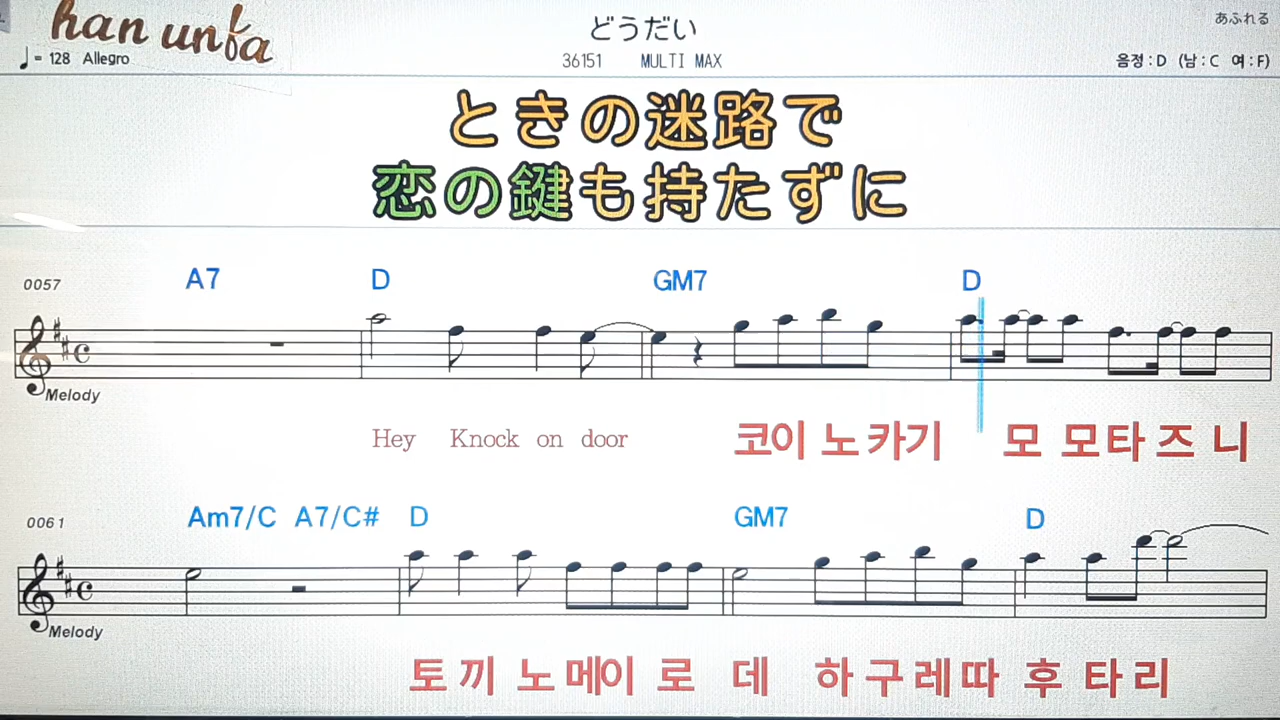 han unfa
どうだい
あふれる
♩= 128 Allegro
36151 MULTI MAX
음정 : D (남 : C 여 : F)
ときの迷路で
恋の鍵も持たずに
0057 A7 D GM7 D
Melody
Hey Knock on door 코이 노 카기 모 모타 즈 니
0061 Am7/C A7/C# D GM7 D
Melody
토 끼 노 메이 로 데 하 구 레 따 후 타 리